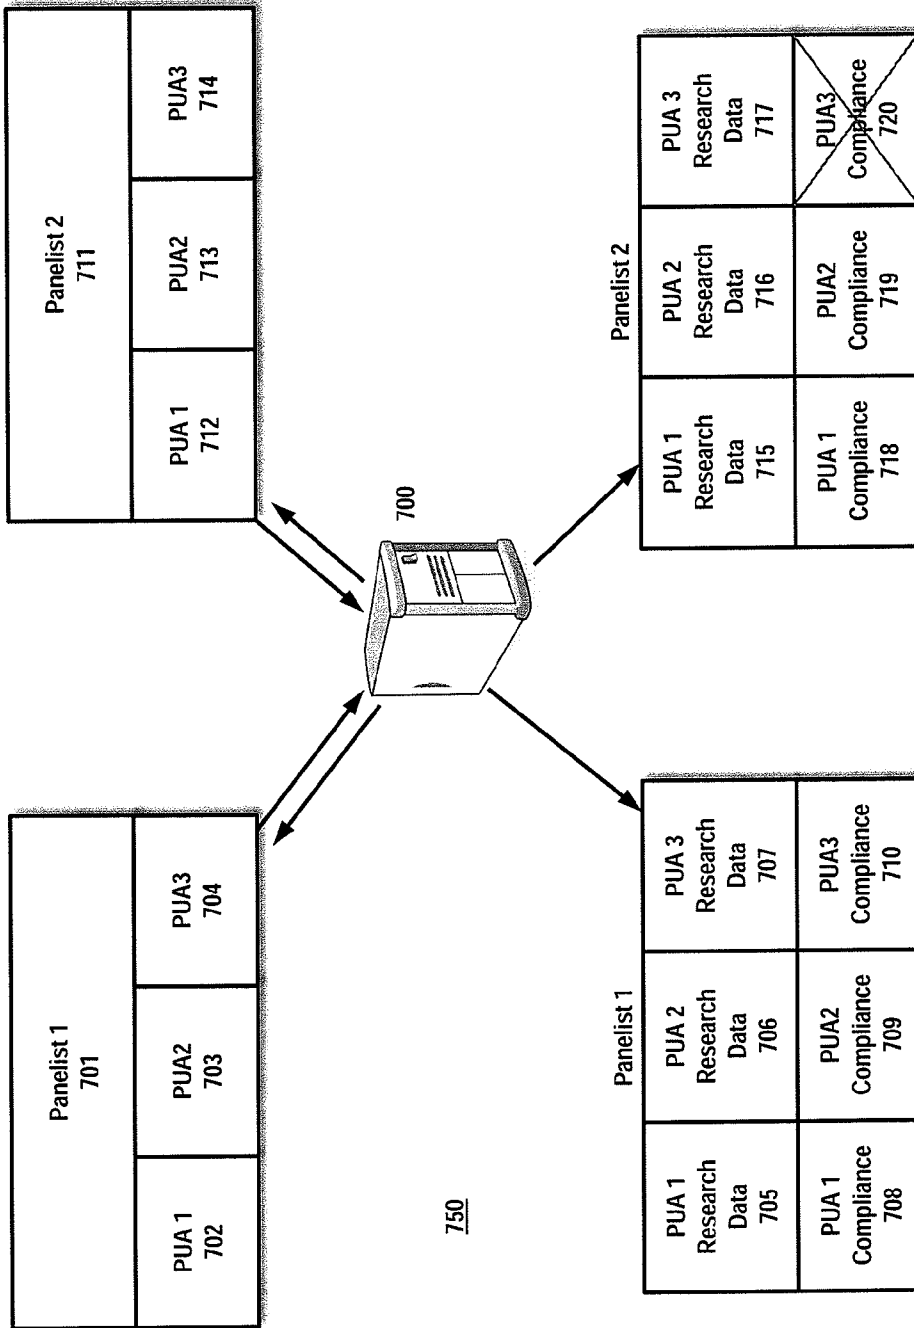 Panelist 1
701
PUA 1
702
PUA2
703
PUA3
704
Panelist 2
711
PUA 1
712
PUA2
713
PUA3
714
700
750
Panelist 1
PUA 1
Research
Data
705
PUA 2
Research
Data
706
PUA 3
Research
Data
707
PUA 1
Compliance
708
PUA2
Compliance
709
PUA3
Compliance
710
Panelist 2
PUA 1
Research
Data
715
PUA 2
Research
Data
716
PUA 3
Research
Data
717
PUA 1
Compliance
718
PUA2
Compliance
719
PUA3
Compliance
720